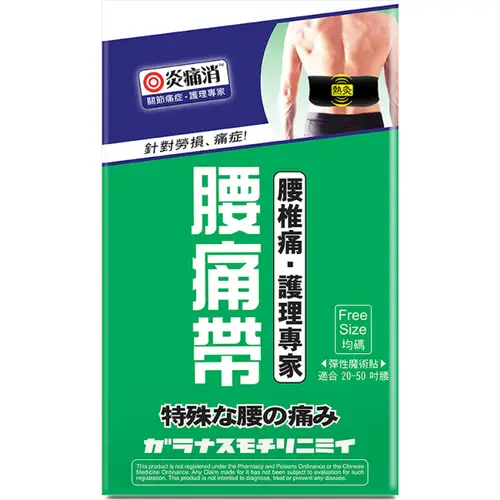 炎痛消™
關節痛症・護理專家
熱灸
針對勞損、痛症!
腰痛帶
腰椎痛・護理專家
Free
Size
均碼
彈性魔術貼
適合 20-50 吋腰
特殊な腰の痛み
ガラナスモチリニミイ
This product is not registered under the Pharmacy and Poisons Ordinance or the Chinese
Medicine Ordinance. Any Claim made for it has not been subject to evaluation for such
registration. This product is not intended to diagnose, treat or prevent any disease.